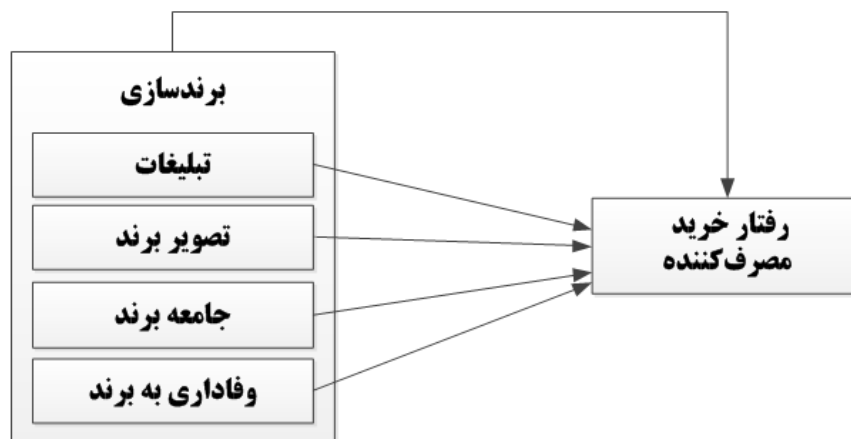 برندسازی
تبلیغات
تصویر برند
جامعه برند
وفاداری به برند
رفتار خرید
مصرف‌کننده